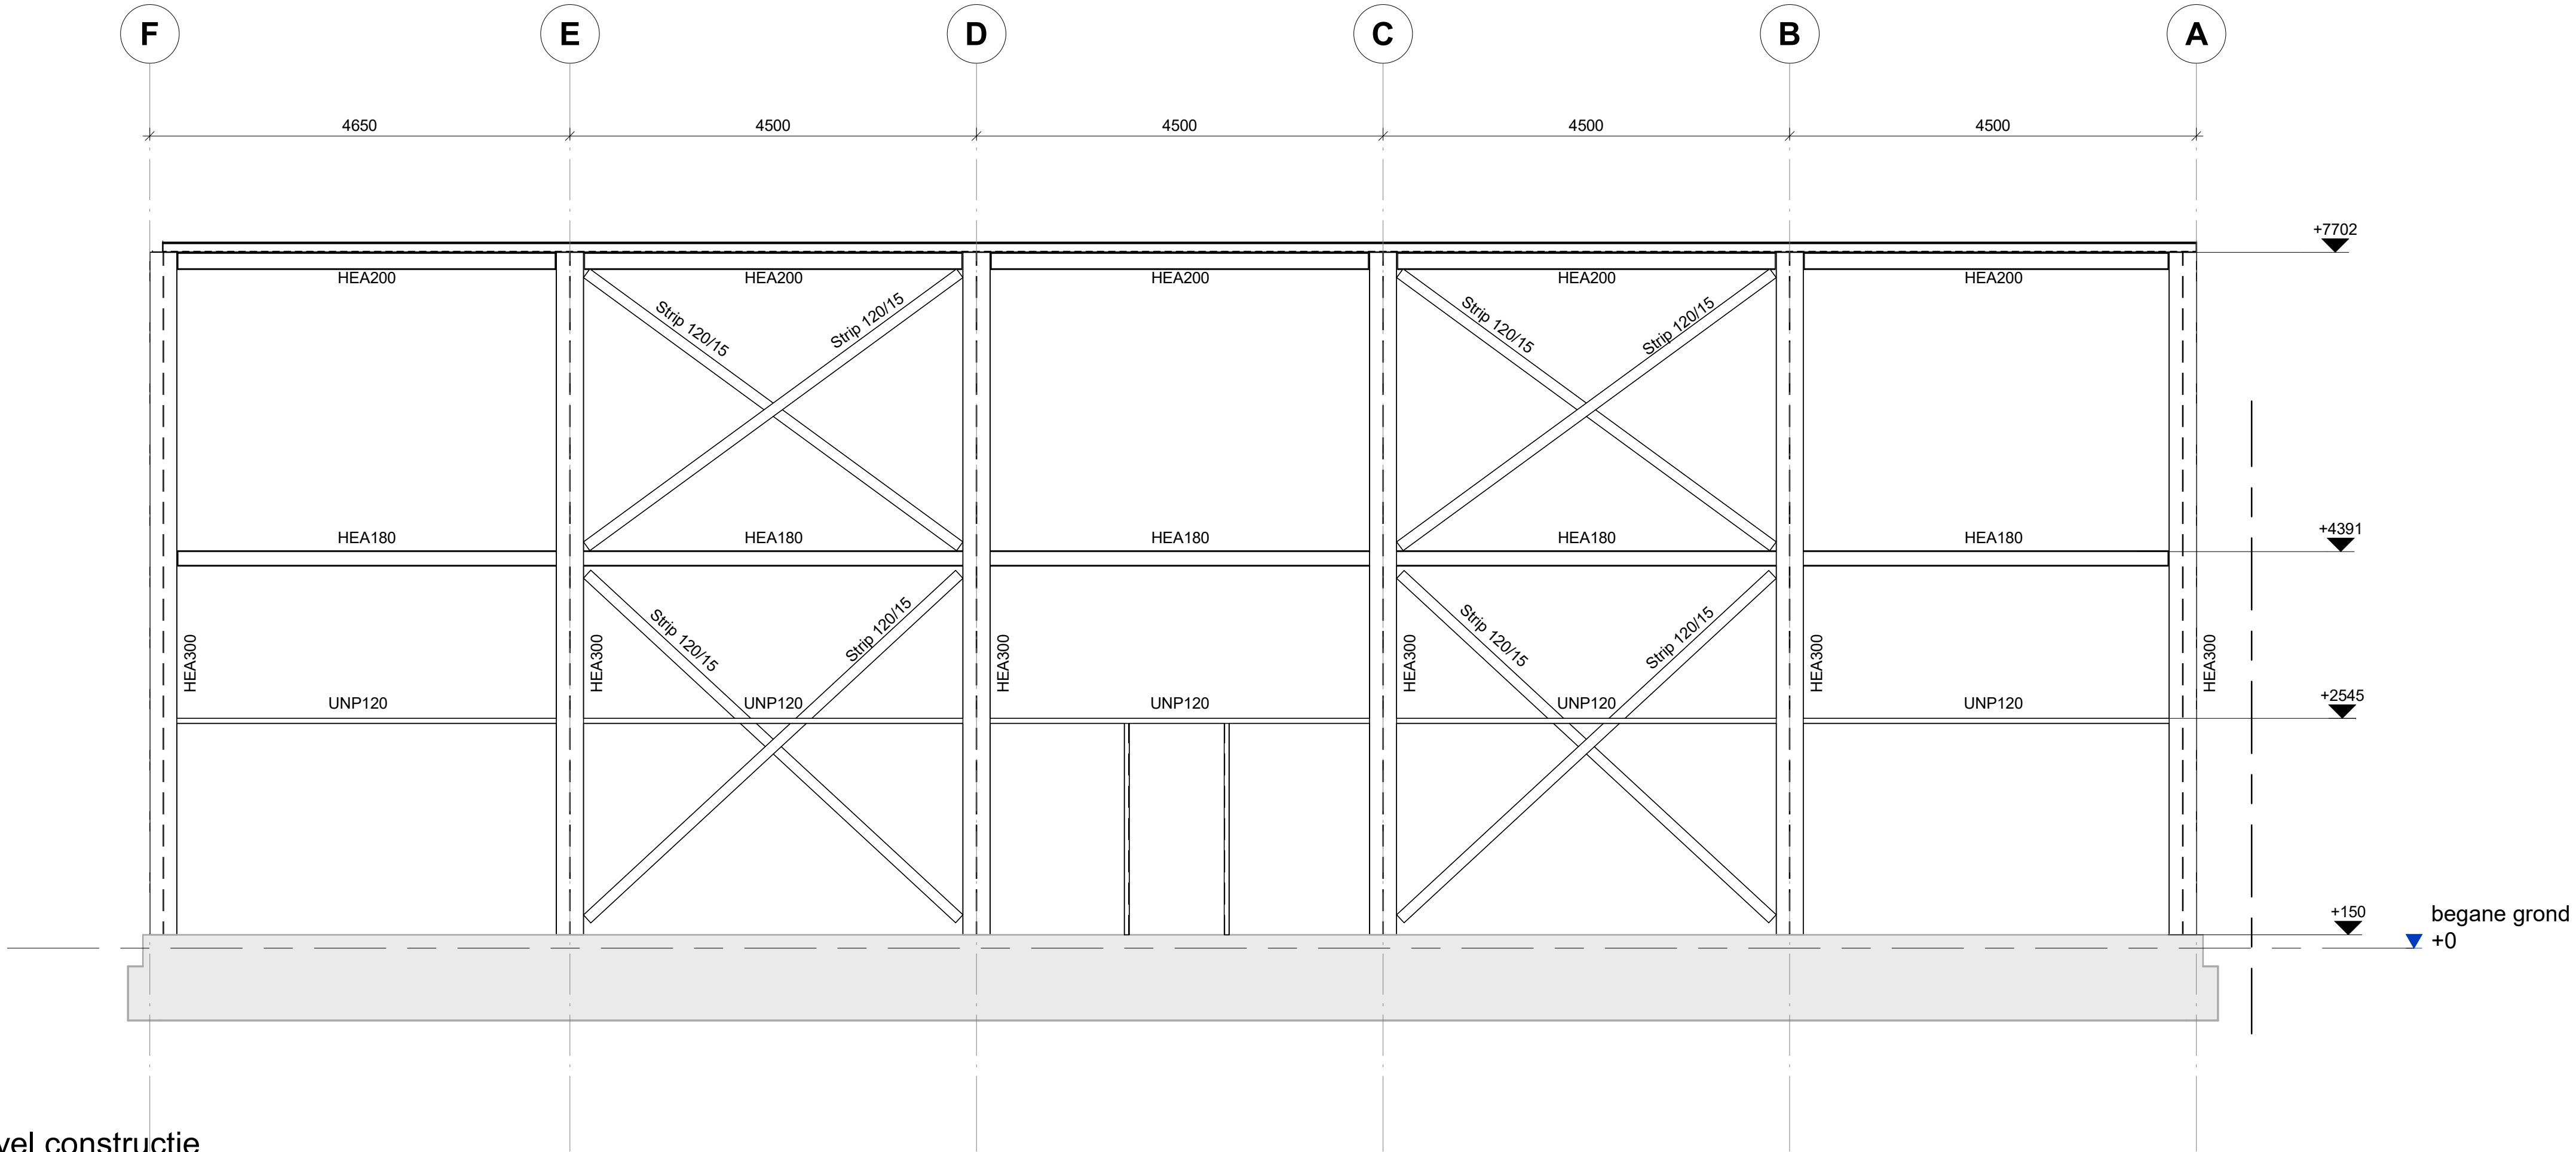 F E D C B A
4650 4500 4500 4500 4500
+7702
HEA200 HEA200 HEA200 HEA200 HEA200
Strip 120/15 Strip 120/15 Strip 120/15 Strip 120/15
+4391
HEA180 HEA180 HEA180 HEA180 HEA180
Strip 120/15 Strip 120/15 Strip 120/15 Strip 120/15
HEA300 HEA300 HEA300 HEA300 HEA300 HEA300
+2545
UNP120 UNP120 UNP120 UNP120 UNP120
+150
begane grond
+0
vel constructie